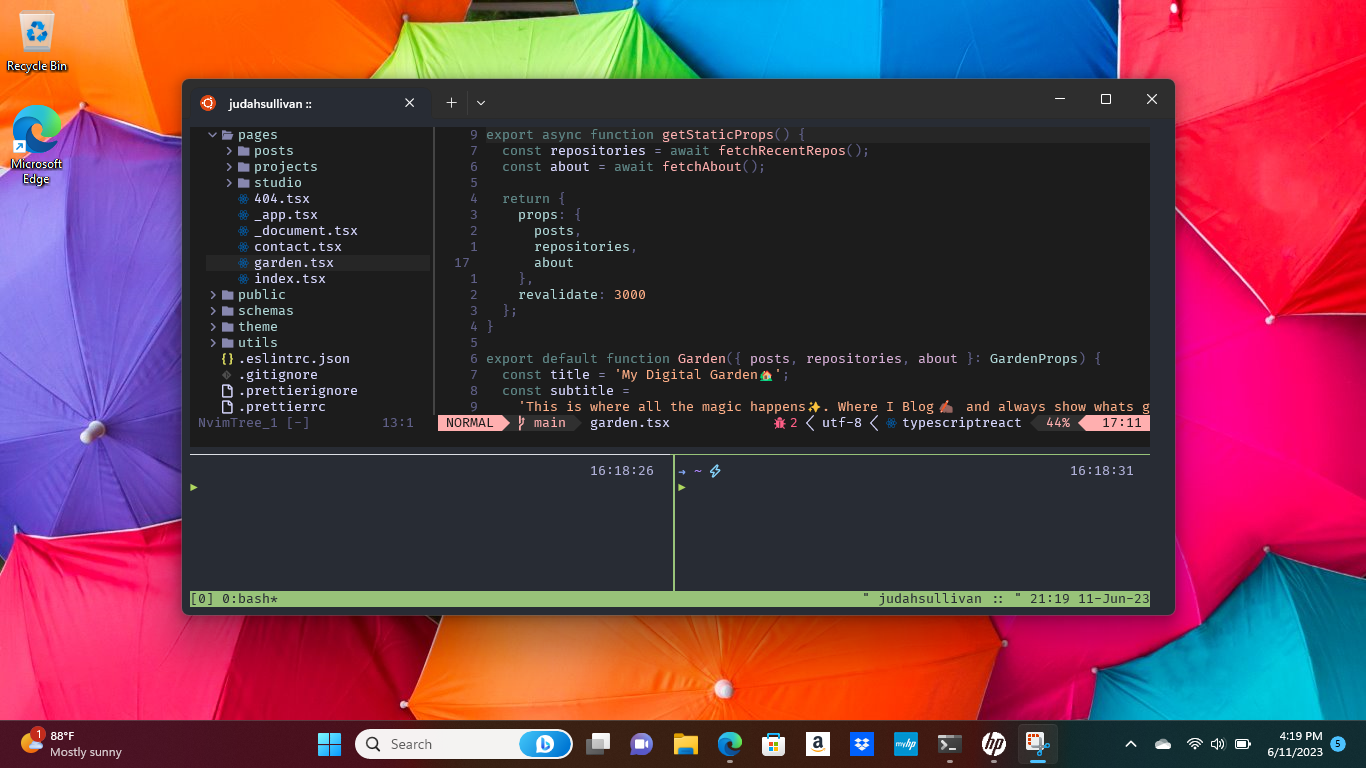 Recycle Bin
Microsoft
Edge
judahsullivan ::
pages
posts
projects
studio
404.tsx
_app.tsx
_document.tsx
contact.tsx
garden.tsx
index.tsx
public
schemas
theme
utils
{} .eslintrc.json
.gitignore
.prettierignore
.prettierrc
NvimTree_1 [-] 13:1
9 export async function getStaticProps() {
7 const repositories = await fetchRecentRepos();
6 const about = await fetchAbout();
5
4 return {
3 props: {
2 posts,
1 repositories,
17 about
1 },
2 revalidate: 3000
3 };
4 }
5
6 export default function Garden({ posts, repositories, about }: GardenProps) {
7 const title = 'My Digital Garden🏠';
8 const subtitle =
9 'This is where all the magic happens✨. Where I Blog✍🏾 and always show whats g
NORMAL main garden.tsx 2 utf-8 typescriptreact 44% 17:11
16:18:26
→ ~ ⚡ 16:18:31
[0] 0:bash* " judahsullivan :: " 21:19 11-Jun-23
1
88°F
Mostly sunny
Search
a
myhp
hp
4:19 PM
6/11/2023
5